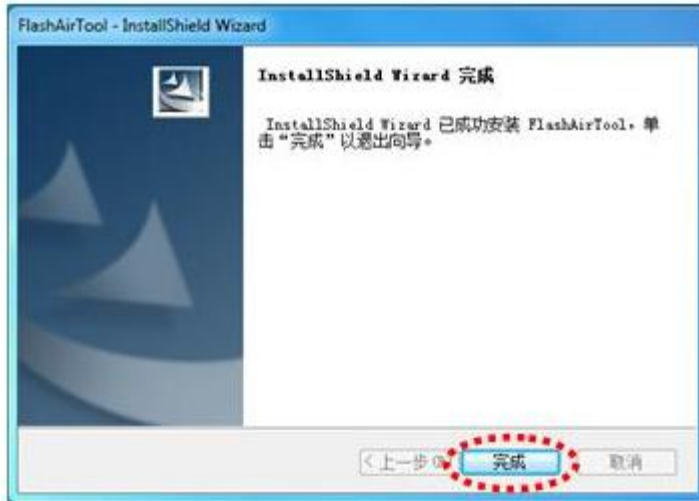 FlashAirTool - InstallShield Wizard
InstallShield Wizard 完成
InstallShield Wizard 已成功安装 FlashAirTool。单
击“完成”以退出向导。
<上一步
完成
取消